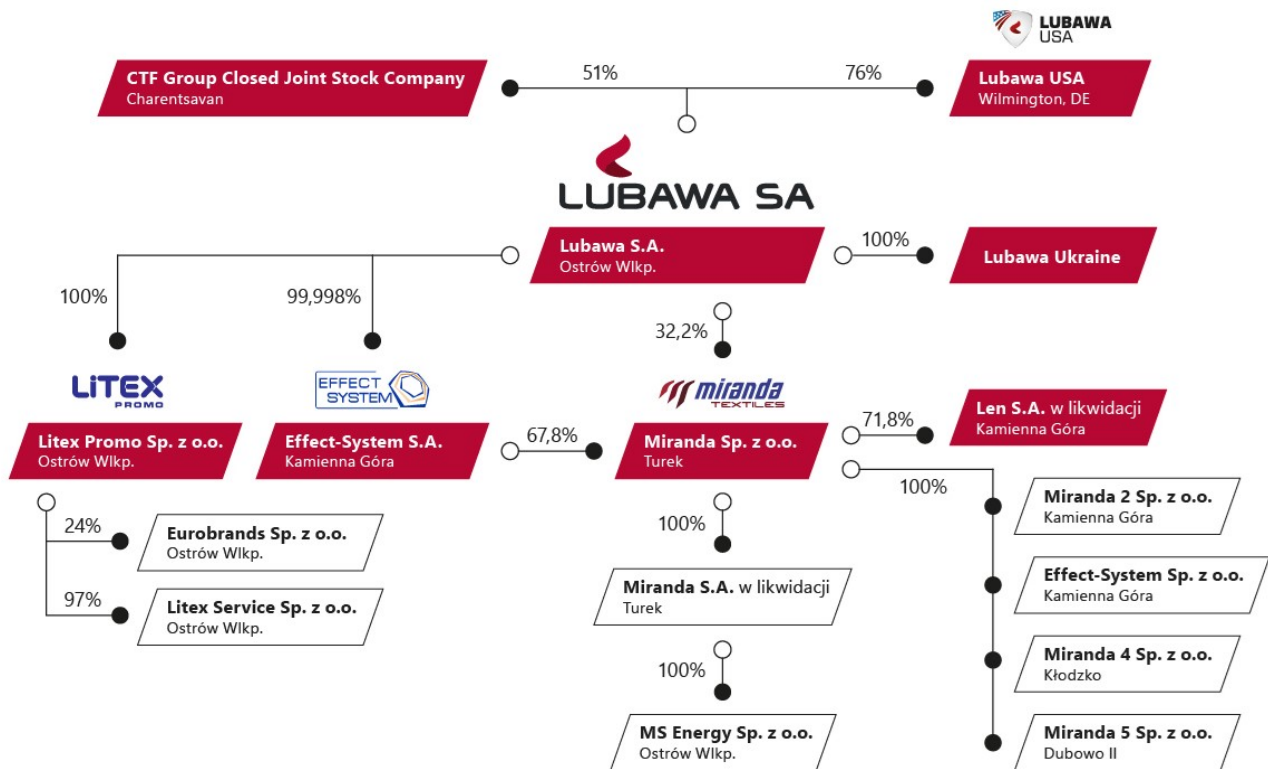 LUBAWA
USA
CTF Group Closed Joint Stock Company
Charentsavan
51%
76%
Lubawa USA
Wilmington, DE
LUBAWA SA
Lubawa S.A.
Ostrów Wlkp.
100%
Lubawa Ukraine
100%
99,998%
32,2%
LiTEX
PROMO
EFFECT
SYSTEM
miranda
TEXTILES
Litex Promo Sp. z o.o.
Ostrów Wlkp.
Effect-System S.A.
Kamienna Góra
67,8%
Miranda Sp. z o.o.
Turek
71,8%
Len S.A. w likwidacji
Kamienna Góra
100%
24%
Eurobrands Sp. z o.o.
Ostrów Wlkp.
97%
Litex Service Sp. z o.o.
Ostrów Wlkp.
100%
Miranda S.A. w likwidacji
Turek
100%
MS Energy Sp. z o.o.
Ostrów Wlkp.
Miranda 2 Sp. z o.o.
Kamienna Góra
Effect-System Sp. z o.o.
Kamienna Góra
Miranda 4 Sp. z o.o.
Kłodzko
Miranda 5 Sp. z o.o.
Dubowo II